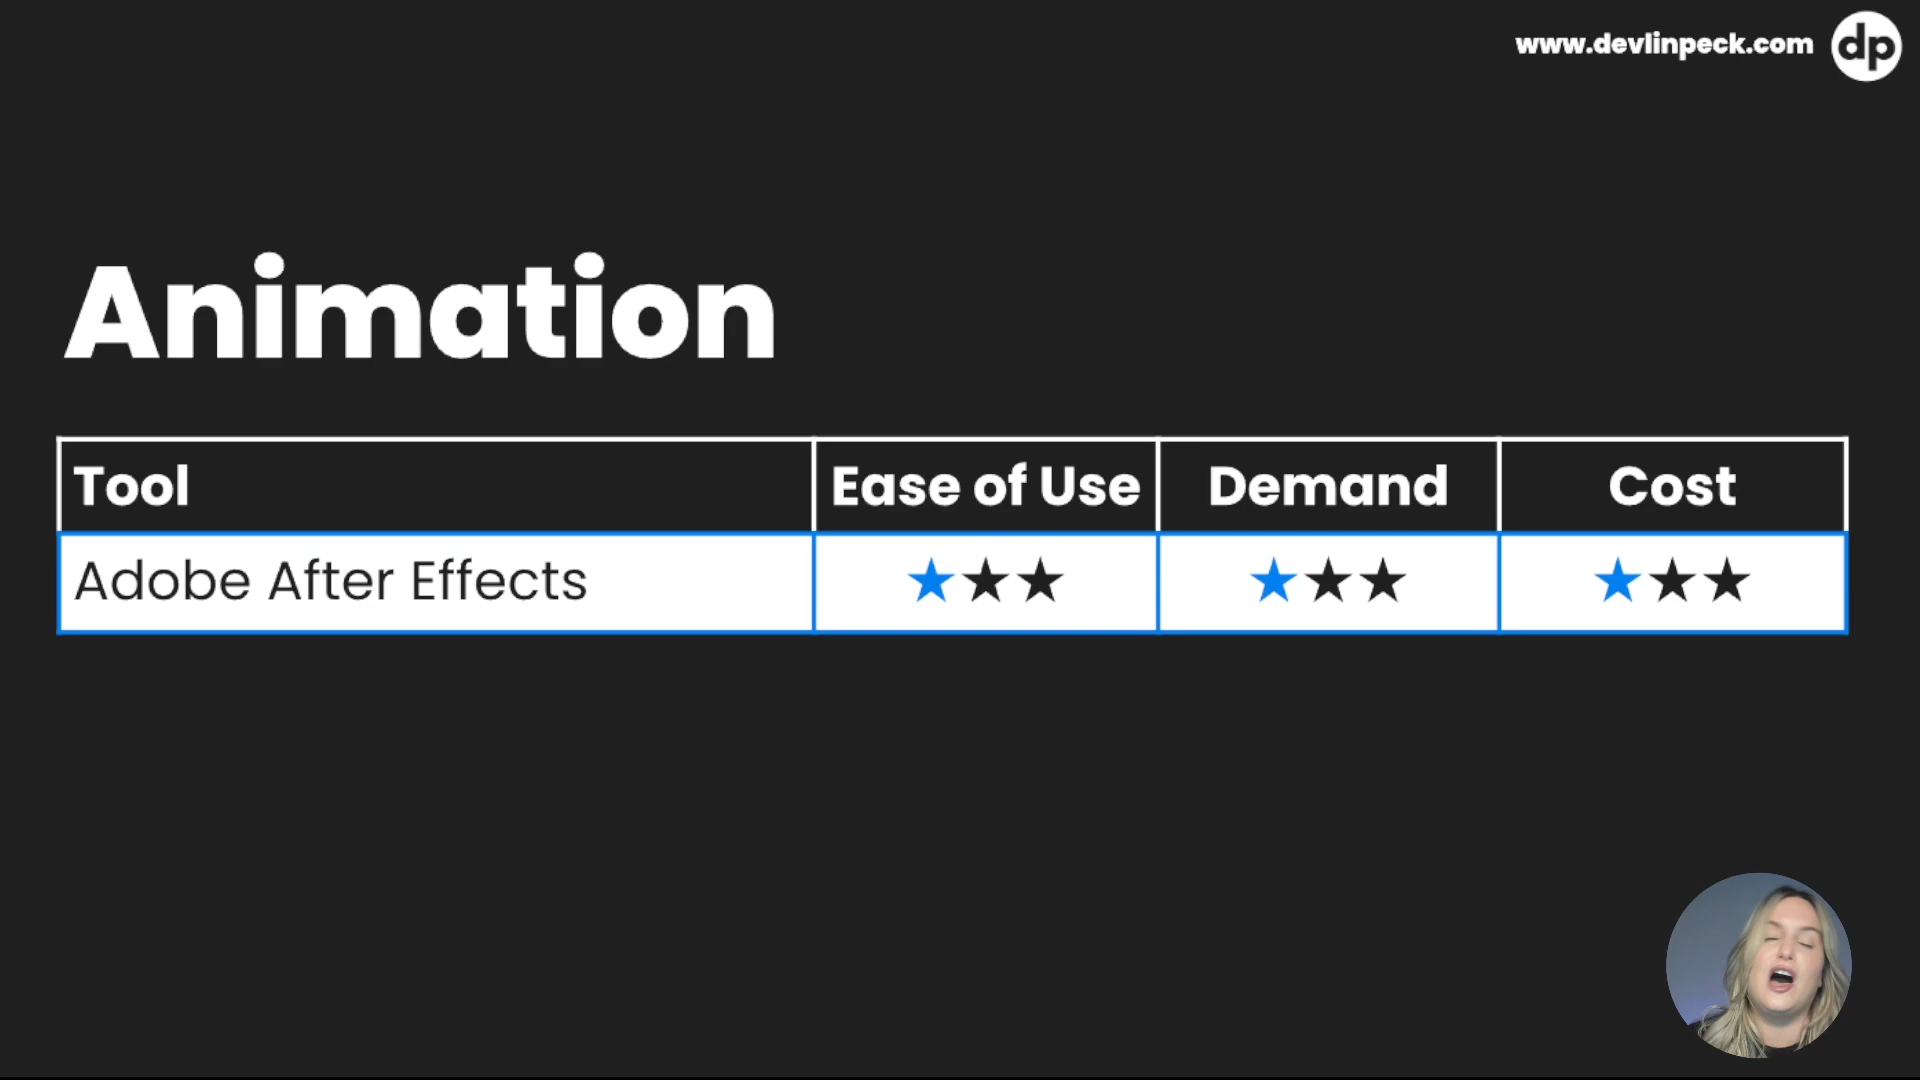 www.devlinpeck.com dp
Animation
Tool Ease of Use Demand Cost
Adobe After Effects ★★★ ★★★ ★★★